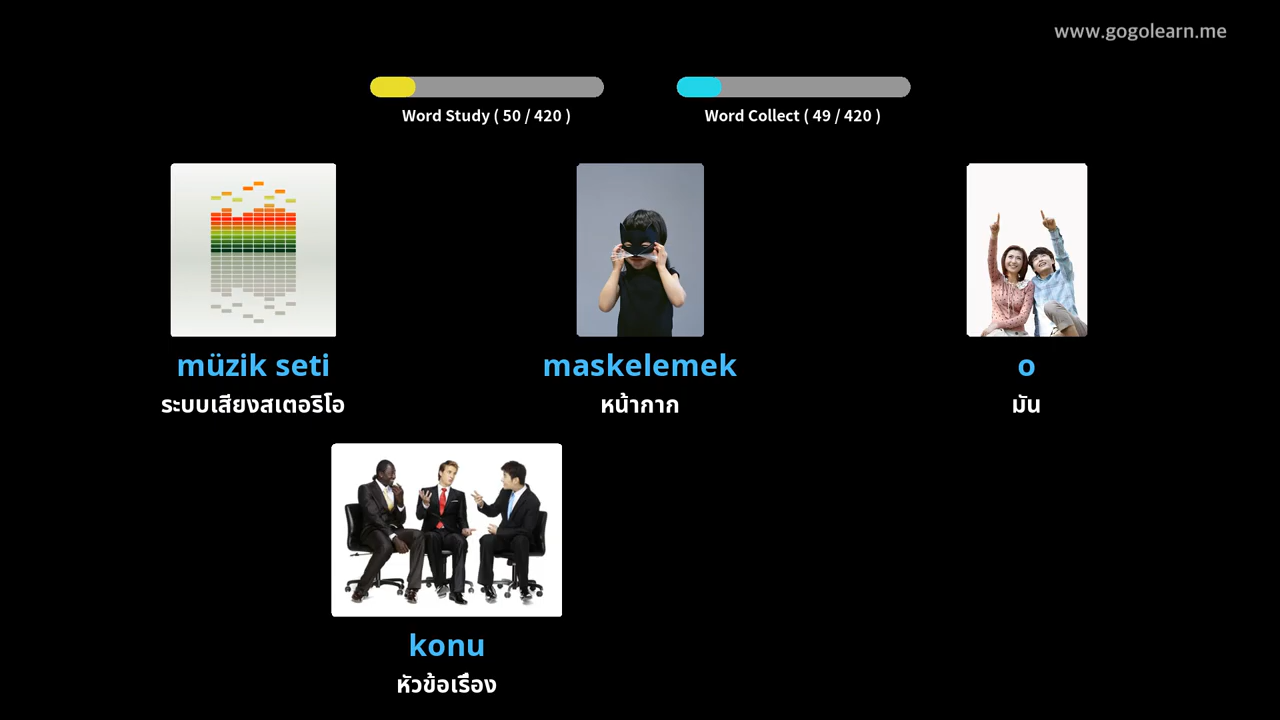 www.gogolearn.me
Word Study ( 50 / 420 )
Word Collect ( 49 / 420 )
müzik seti
ระบบเสียงสเตอริโอ
maskelemek
หน้ากาก
o
มัน
konu
หัวข้อเรื่อง